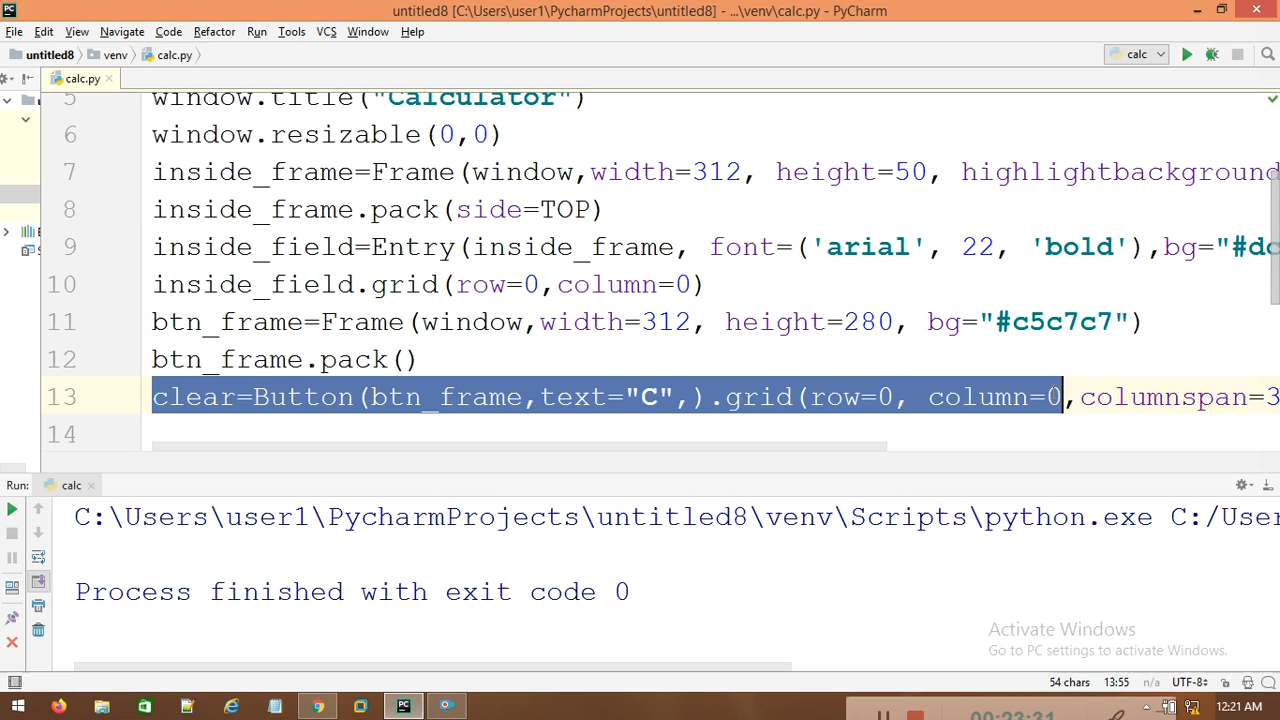 untitled8 [C:\Users\user1\PycharmProjects\untitled8] - ...\venv\calc.py - PyCharm
File Edit View Navigate Code Refactor Run Tools VCS Window Help
untitled8 venv calc.py calc
calc.py
5 window.title("Calculator")
6 window.resizable(0,0)
7 inside_frame=Frame(window,width=312, height=50, highlightbackground
8 inside_frame.pack(side=TOP)
9 inside_field=Entry(inside_frame, font=('arial', 22, 'bold'),bg="#dc
10 inside_field.grid(row=0,column=0)
11 btn_frame=Frame(window,width=312, height=280, bg="#c5c7c7")
12 btn_frame.pack()
13 clear=Button(btn_frame,text="C",).grid(row=0, column=0,columnspan=3
14
Run: calc
C:\Users\user1\PycharmProjects\untitled8\venv\Scripts\python.exe C:/User
Process finished with exit code 0
Activate Windows
Go to PC settings to activate Windows.
54 chars 13:55 n/a UTF-8
00:23:31
12:21 AM